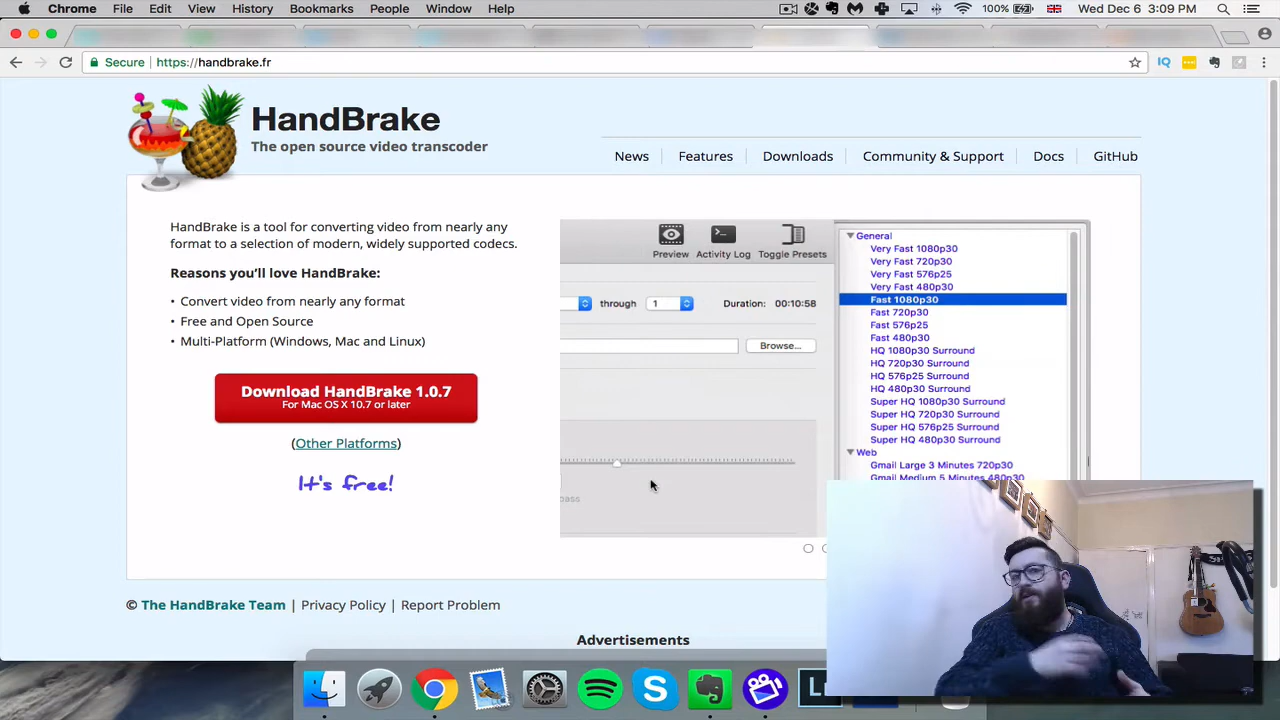 Chrome File Edit View History Bookmarks People Window Help 100% Wed Dec 6 3:09 PM
Secure https://handbrake.fr
HandBrake
The open source video transcoder
News Features Downloads Community & Support Docs GitHub
HandBrake is a tool for converting video from nearly any
format to a selection of modern, widely supported codecs.
Reasons you'll love HandBrake:
• Convert video from nearly any format
• Free and Open Source
• Multi-Platform (Windows, Mac and Linux)
Download HandBrake 1.0.7
For Mac OS X 10.7 or later
(Other Platforms)
It's free!
Preview Activity Log Toggle Presets
through 1 Duration: 00:10:58
Browse...
General
Very Fast 1080p30
Very Fast 720p30
Very Fast 576p25
Very Fast 480p30
Fast 1080p30
Fast 720p30
Fast 576p25
Fast 480p30
HQ 1080p30 Surround
HQ 720p30 Surround
HQ 576p25 Surround
HQ 480p30 Surround
Super HQ 1080p30 Surround
Super HQ 720p30 Surround
Super HQ 576p25 Surround
Super HQ 480p30 Surround
Web
Gmail Large 3 Minutes 720p30
Gmail Medium 5 Minutes 480p30
© The HandBrake Team | Privacy Policy | Report Problem
Advertisements